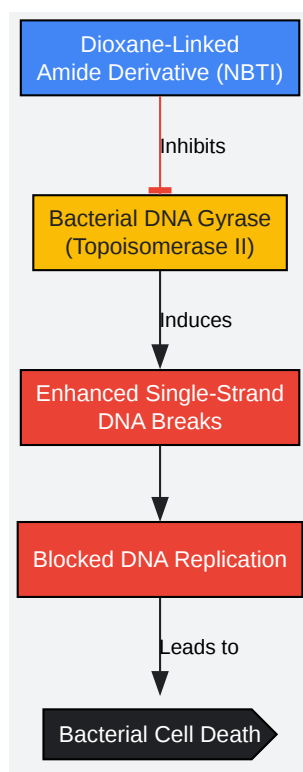 Dioxane-Linked
Amide Derivative (NBTI)
Inhibits
Bacterial DNA Gyrase
(Topoisomerase II)
Induces
Enhanced Single-Strand
DNA Breaks
Blocked DNA Replication
Leads to
Bacterial Cell Death